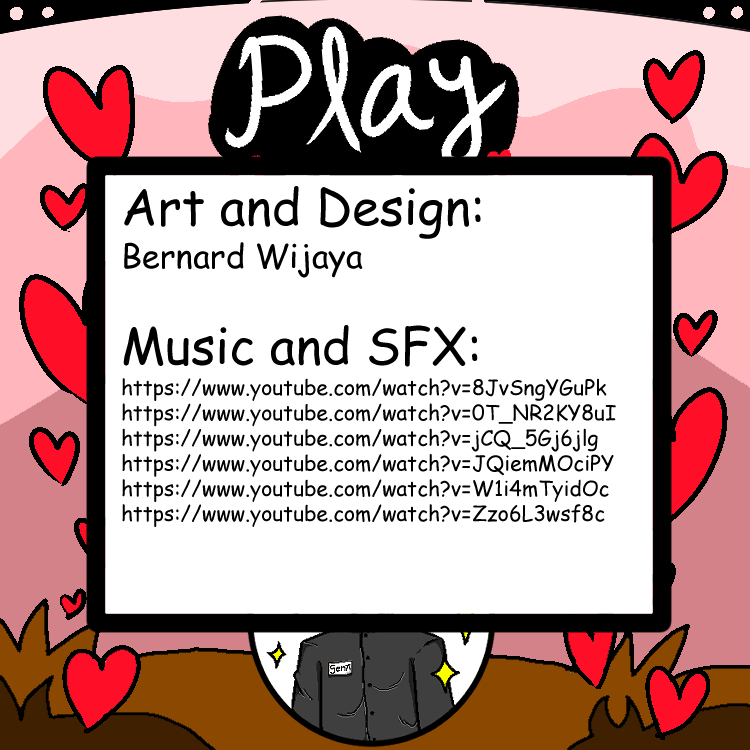 Play
Art and Design:
Bernard Wijaya
Music and SFX:
https://www.youtube.com/watch?v=8JvSngYGuPk
https://www.youtube.com/watch?v=0T_NR2KY8uI
https://www.youtube.com/watch?v=jCQ_5Gj6jlg
https://www.youtube.com/watch?v=JQiemMOciPY
https://www.youtube.com/watch?v=W1i4mTyidOc
https://www.youtube.com/watch?v=Zzo6L3wsf8c